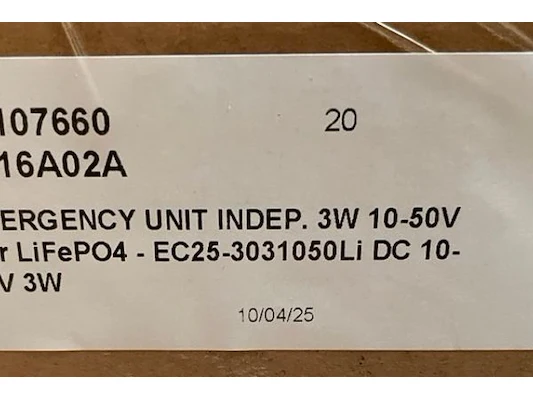 107660 20
16A02A
ERGENCY UNIT INDEP. 3W 10-50V
r LiFePO4 - EC25-3031050Li DC 10-
V 3W
10/04/25